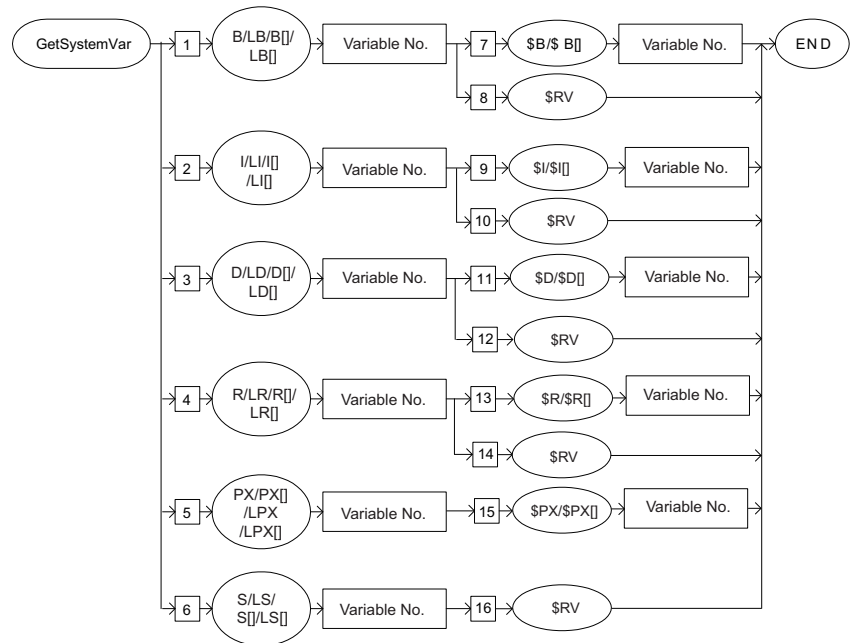 GetSystemVar
1
B/LB/B[]/
LB[]
Variable No.
7
$B/$ B[]
Variable No.
END
8
$RV
2
I/LI/I[]
/LI[]
Variable No.
9
$I/$I[]
Variable No.
10
$RV
3
D/LD/D[]/
LD[]
Variable No.
11
$D/$D[]
Variable No.
12
$RV
4
R/LR/R[]/
LR[]
Variable No.
13
$R/$R[]
Variable No.
14
$RV
5
PX/PX[]
/LPX
/LPX[]
Variable No.
15
$PX/$PX[]
Variable No.
6
S/LS/
S[]/LS[]
Variable No.
16
$RV